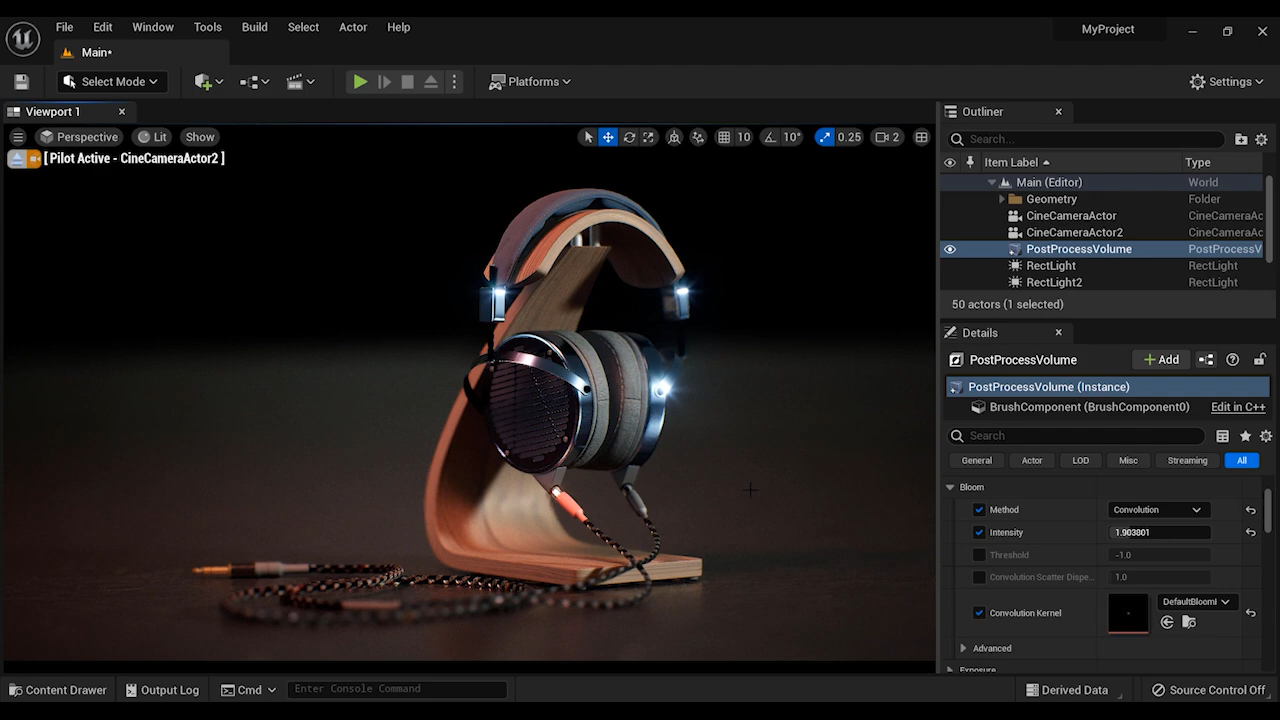 File Edit Window Tools Build Select Actor Help
MyProject
Main*
Select Mode
Platforms
Settings
Viewport 1
Perspective Lit Show
10 10° 0.25 2
[ Pilot Active - CineCameraActor2 ]
Outliner
Search...
Item Label Type
Main (Editor) World
Geometry Folder
CineCameraActor CineCameraAc
CineCameraActor2 CineCameraAc
PostProcessVolume PostProcessV
RectLight RectLight
RectLight2 RectLight
50 actors (1 selected)
Details
PostProcessVolume
Add
PostProcessVolume (Instance)
BrushComponent (BrushComponent0) Edit in C++
Search
General Actor LOD Misc Streaming All
Bloom
Method Convolution
Intensity 1.903801
Threshold -1.0
Convolution Scatter Dispe... 1.0
Convolution Kernel DefaultBloomI
Advanced
Exposure
Content Drawer Output Log Cmd Enter Console Command
Derived Data Source Control Off